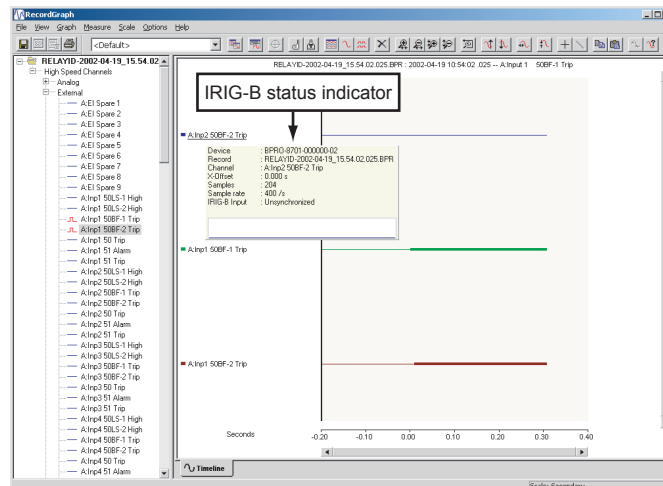 RecordGraph
File View Graph Measure Scale Options Help
<Default>
RELAYID-2002-04-19_15.54.02
High Speed Channels
Analog
External
A:EI Spare 1
A:EI Spare 2
A:EI Spare 3
A:EI Spare 4
A:EI Spare 5
A:EI Spare 6
A:EI Spare 7
A:EI Spare 8
A:EI Spare 9
A:Inp1 50LS-1 High
A:Inp1 50LS-2 High
A:Inp1 50BF-1 Trip
A:Inp1 50BF-2 Trip
A:Inp1 50 Trip
A:Inp1 51 Alarm
A:Inp1 51 Trip
A:Inp2 50LS-1 High
A:Inp2 50LS-2 High
A:Inp2 50BF-1 Trip
A:Inp2 50BF-2 Trip
A:Inp2 50 Trip
A:Inp2 51 Alarm
A:Inp2 51 Trip
A:Inp3 50LS-1 High
A:Inp3 50LS-2 High
A:Inp3 50BF-1 Trip
A:Inp3 50BF-2 Trip
A:Inp3 50 Trip
A:Inp3 51 Alarm
A:Inp3 51 Trip
A:Inp4 50LS-1 High
A:Inp4 50LS-2 High
A:Inp4 50BF-1 Trip
A:Inp4 50BF-2 Trip
A:Inp4 50 Trip
A:Inp4 51 Alarm
RELAYID-2002-04-19_15.54.02.025.BPR : 2002-04-19 10:54:02 .025 -- A:Input 1 50BF-1 Trip
IRIG-B status indicator
A:Inp2 50BF-2 Trip
Device : BPRO-8701-000000-02
Record : RELAYID-2002-04-19_15.54.02.025.BPR
Channel : A:Inp2 50BF-2 Trip
X-Offset : 0.000 s
Samples : 204
Sample rate : 400 /s
IRIG-B Input : Unsynchronized
A:Inp1 50BF-1 Trip
A:Inp1 50BF-2 Trip
Seconds
-0.20 -0.10 0.00 0.10 0.20 0.30 0.40
Timeline